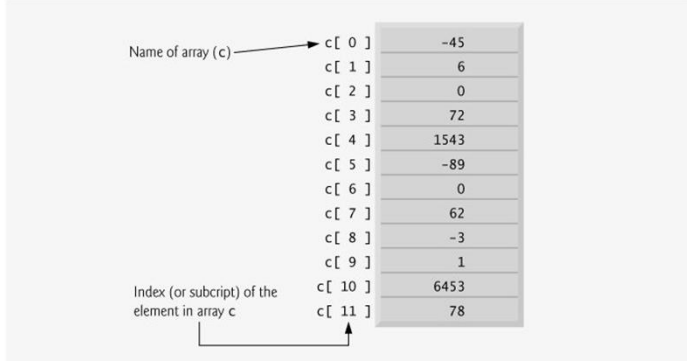 Name of array (c)
c[ 0 ] -45
c[ 1 ] 6
c[ 2 ] 0
c[ 3 ] 72
c[ 4 ] 1543
c[ 5 ] -89
c[ 6 ] 0
c[ 7 ] 62
c[ 8 ] -3
c[ 9 ] 1
c[ 10 ] 6453
c[ 11 ] 78
Index (or subcript) of the
element in array c